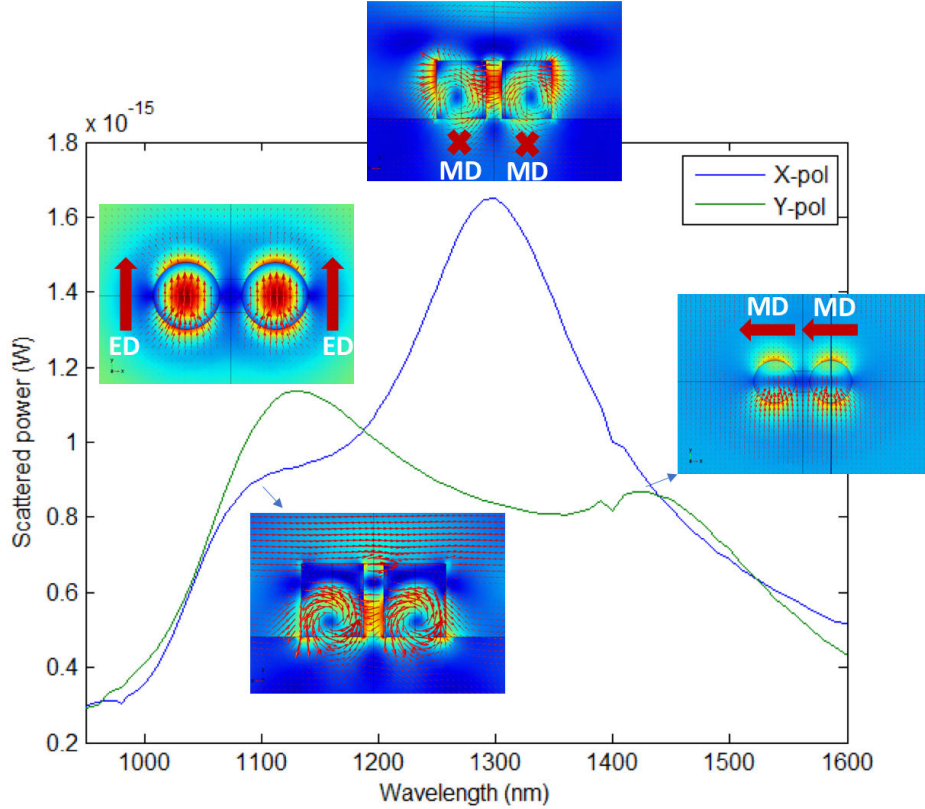 MD MD
x 10^-15
1.8
1.6
1.4
1.2
1
0.8
0.6
0.4
0.2
Scattered power (W)
X-pol
Y-pol
ED ED
MD MD
1000 1100 1200 1300 1400 1500 1600
Wavelength (nm)